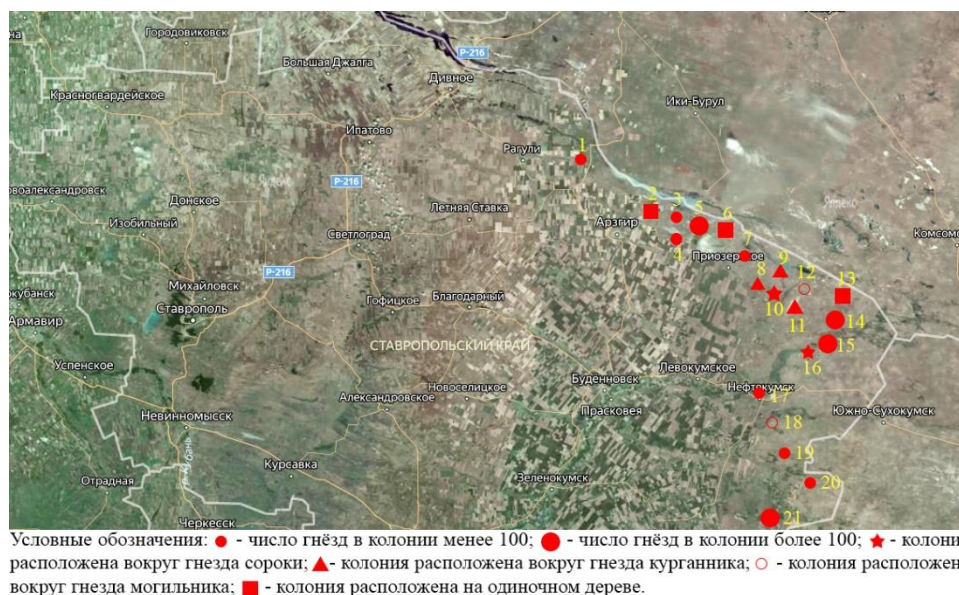 Городовиковск
Р-216
Большая Джалга
Дивное
Красногвардейское
Ики-Бурул
Ипатово
Рагули
1
Р-216
Донское
Летняя Ставка
2 3 5 6
Арзгир
Изобильный
Светлоград
4
7
Приозерское
Комсомо
Р-216
Михайловск
8 9 12 13
Гофицкое
Благодарный
10
Ставрополь
11
14
Армавир
СТАВРОПОЛЬСКИЙ КРАЙ
15
16
Успенское
Левокумское
Новоселицкое
Буденновск
Нефтекумск
17
Александровское
Прасковея
Невинномысск
18
Южно-Сухокумск
Курсавка
19
Отрадная
Зеленокумск
20
Черкесск
21
Условные обозначения: - число гнёзд в колонии менее 100; - число гнёзд в колонии более 100; - колони
расположена вокруг гнезда сороки; - колония расположена вокруг гнезда курганника; - колония расположен
вокруг гнезда могильника; - колония расположена на одиночном дереве.